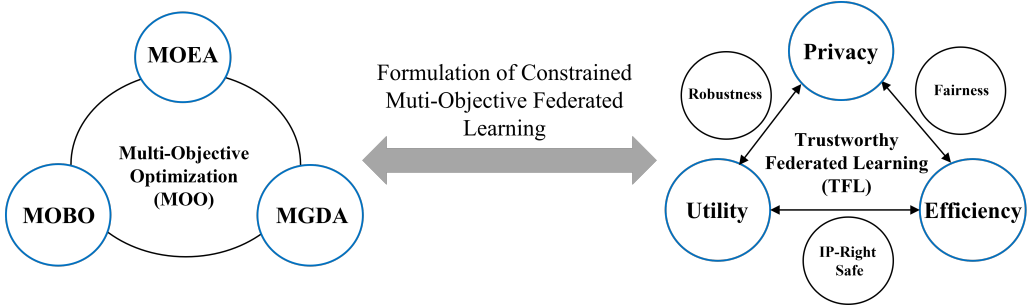 MOEA
Multi-Objective
Optimization
(MOO)
MOBO
MGDA
Formulation of Constrained
Muti-Objective Federated
Learning
Privacy
Robustness
Fairness
Trustworthy
Federated Learning
(TFL)
Utility
Efficiency
IP-Right
Safe